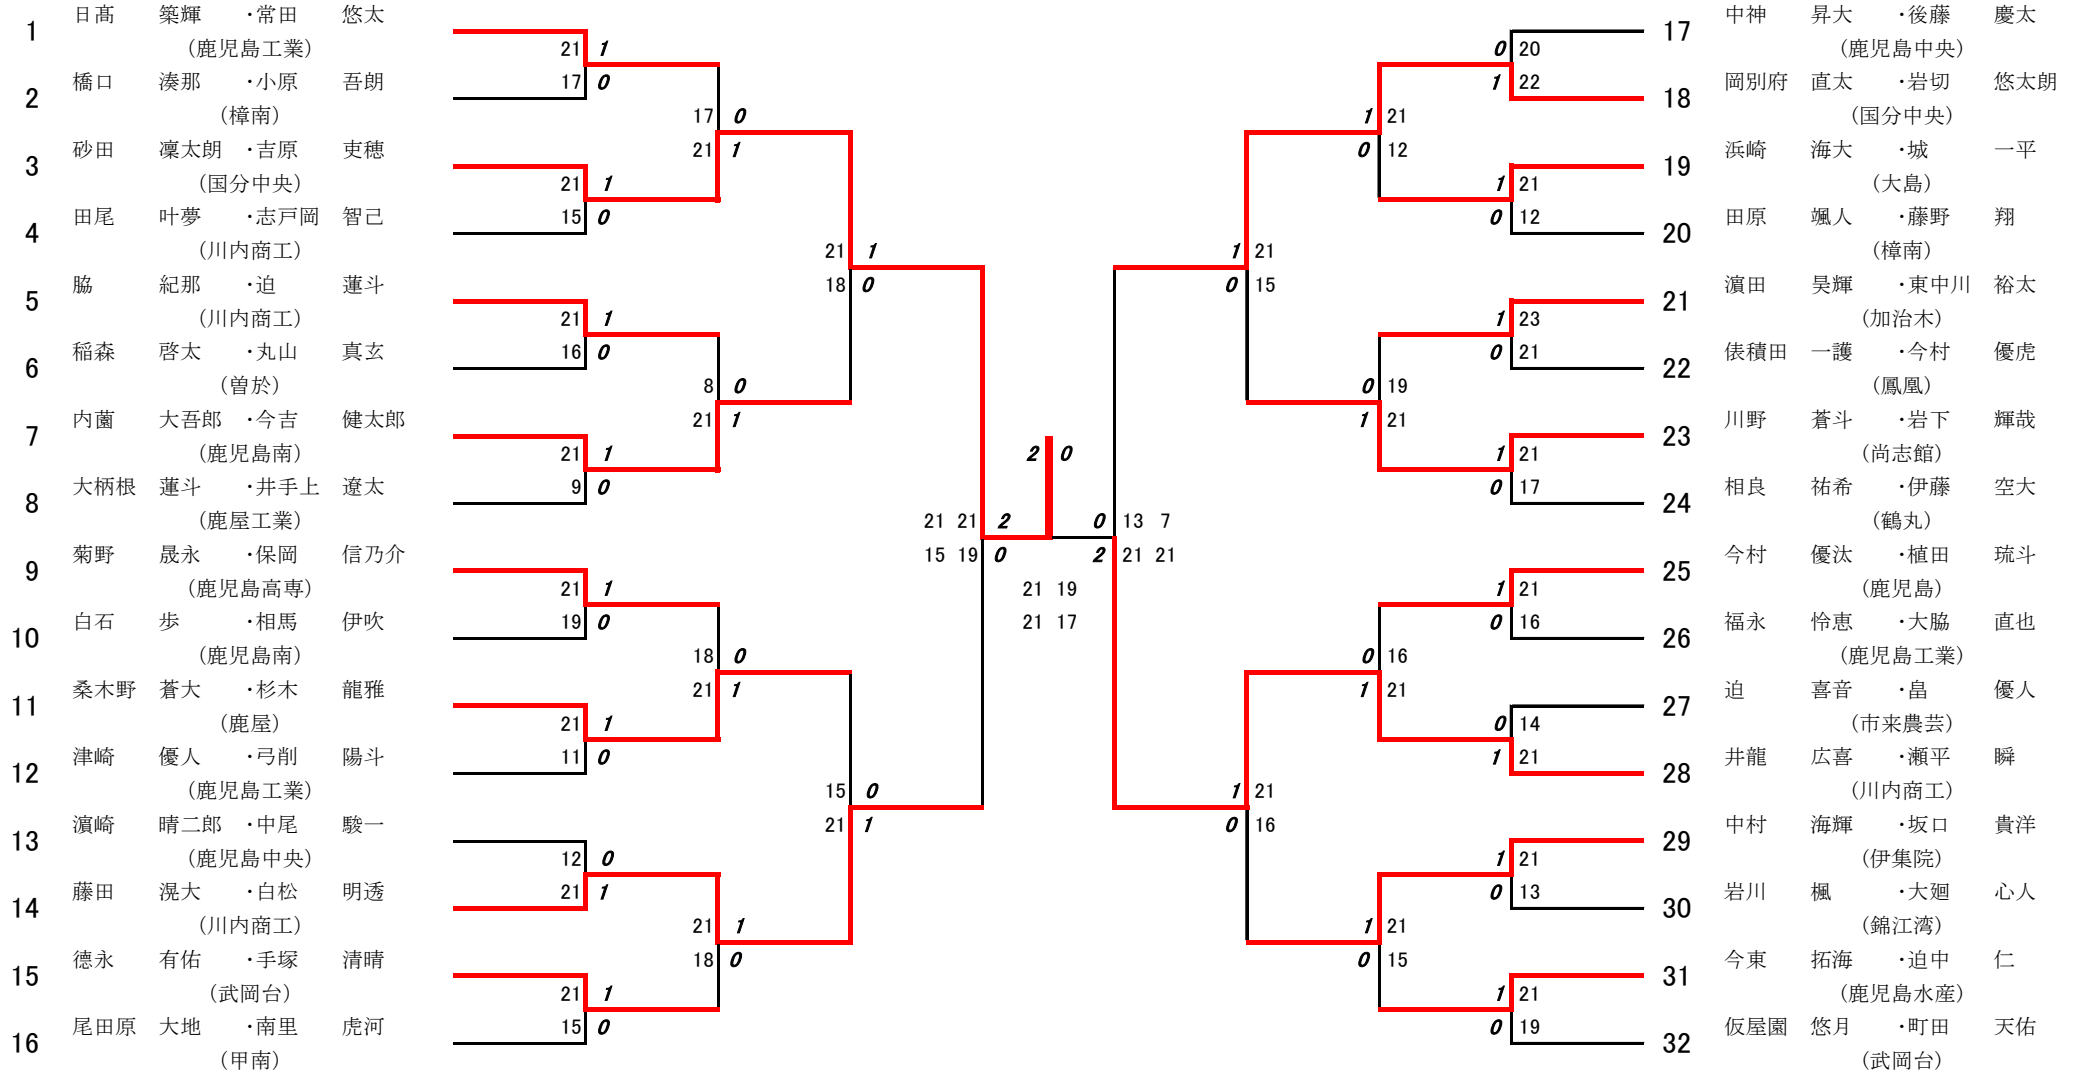 1 日髙 築輝 ・常田 悠太
(鹿児島工業)
21 1
17 0
2 橋口 湊那 ・小原 吾朗
(樟南)
17 0
21 1
3 砂田 凜太朗 ・吉原 吏穂
(国分中央)
21 1
15 0
4 田尾 叶夢 ・志戸岡 智己
(川内商工)
21 1
18 0
5 脇 紀那 ・迫 蓮斗
(川内商工)
21 1
16 0
6 稲森 啓太 ・丸山 真玄
(曽於)
8 0
21 1
7 内薗 大吾郎 ・今吉 健太郎
(鹿児島南)
21 1
9 0
8 大柄根 蓮斗 ・井手上 遼太
(鹿屋工業)
21 21 2
15 19 0
9 菊野 晟永 ・保岡 信乃介
(鹿児島高専)
21 1
19 0
10 白石 歩 ・相馬 伊吹
(鹿児島南)
18 0
21 1
11 桑木野 蒼大 ・杉木 龍雅
(鹿屋)
21 1
11 0
12 津崎 優人 ・弓削 陽斗
(鹿児島工業)
15 0
21 1
13 濵崎 晴二郎 ・中尾 駿一
(鹿児島中央)
12 0
21 1
14 藤田 滉大 ・白松 明透
(川内商工)
21 1
18 0
15 德永 有佑 ・手塚 清晴
(武岡台)
21 1
15 0
16 尾田原 大地 ・南里 虎河
(甲南)
2 0
21 19
21 17
17 中神 昇大 ・後藤 慶太
(鹿児島中央)
0 20
1 22
18 岡別府 直太 ・岩切 悠太朗
(国分中央)
1 21
0 12
19 浜崎 海大 ・城 一平
(大島)
1 21
0 12
20 田原 颯人 ・藤野 翔
(樟南)
1 21
0 15
21 濵田 昊輝 ・東中川 裕太
(加治木)
1 23
0 21
22 俵積田 一護 ・今村 優虎
(鳳凰)
0 19
1 21
23 川野 蒼斗 ・岩下 輝哉
(尚志館)
1 21
0 17
24 相良 祐希 ・伊藤 空大
(鶴丸)
0 13 7
2 21 21
25 今村 優汰 ・植田 琉斗
(鹿児島)
1 21
0 16
26 福永 怜恵 ・大脇 直也
(鹿児島工業)
0 16
1 21
27 迫 喜音 ・畠 優人
(市来農芸)
0 14
1 21
28 井龍 広喜 ・瀬平 瞬
(川内商工)
1 21
0 16
29 中村 海輝 ・坂口 貴洋
(伊集院)
1 21
0 13
30 岩川 楓 ・大廻 心人
(錦江湾)
1 21
0 15
31 今東 拓海 ・迫中 仁
(鹿児島水産)
1 21
0 19
32 仮屋園 悠月 ・町田 天佑
(武岡台)